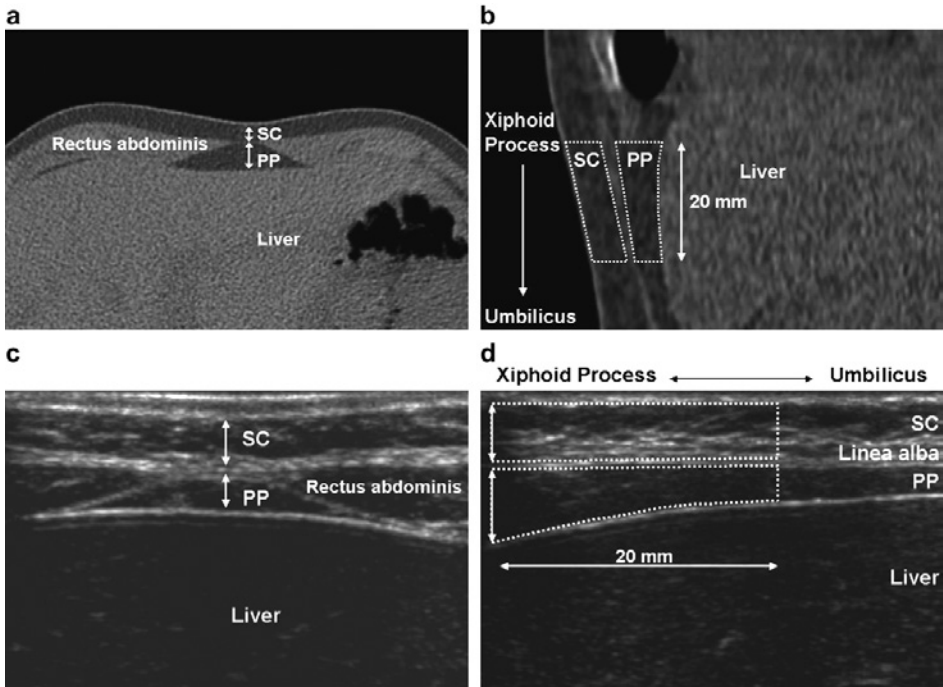 a
SC
Rectus abdominis
PP
Liver
b
Liver
Xiphoid
Process
SC
PP
20 mm
Umbilicus
c
SC
Rectus abdominis
PP
Liver
d
Xiphoid Process
Umbilicus
SC
Linea alba
PP
20 mm
Liver